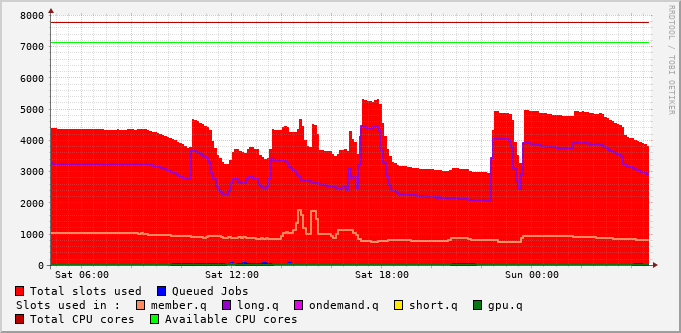 8000
7000
6000
5000
4000
3000
2000
1000
0
Sat 06:00 Sat 12:00 Sat 18:00 Sun 00:00
RRDTOOL / TOBI OETIKER
Total slots used Queued Jobs
Slots used in : member.q long.q ondemand.q short.q gpu.q
Total CPU cores Available CPU cores